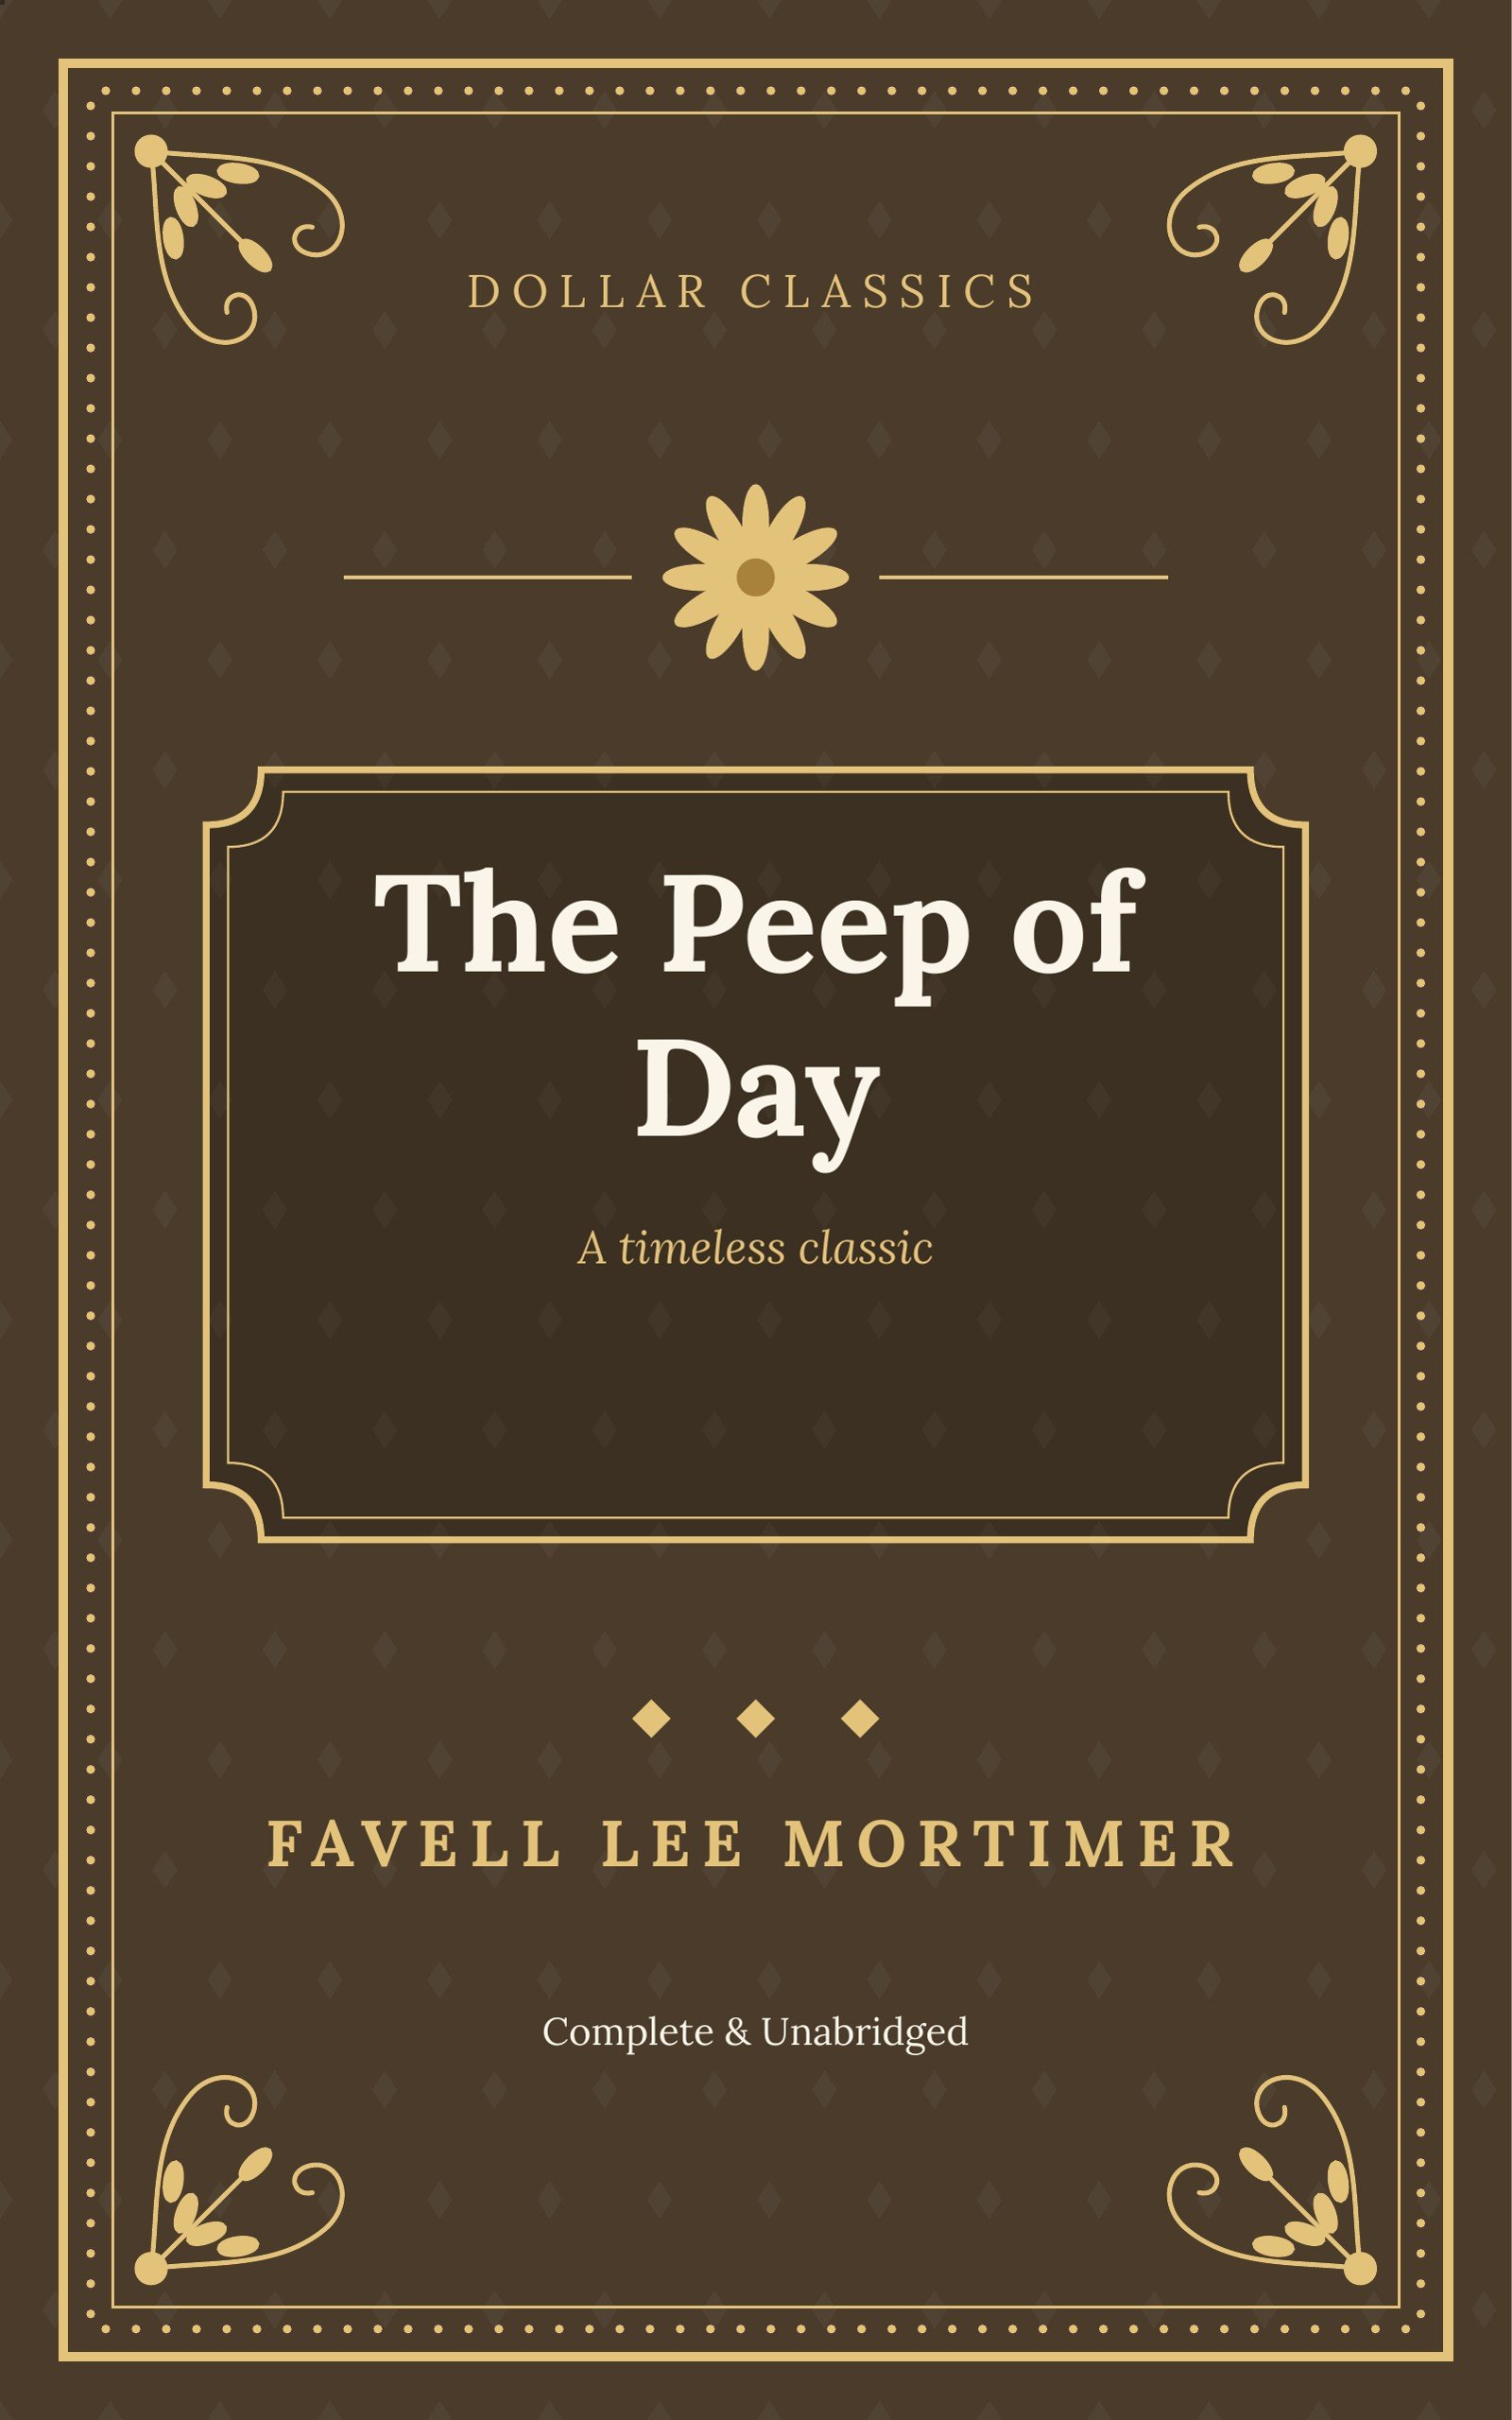 DOLLAR CLASSICS
The Peep of
Day
A timeless classic
FAVELL LEE MORTIMER
Complete & Unabridged